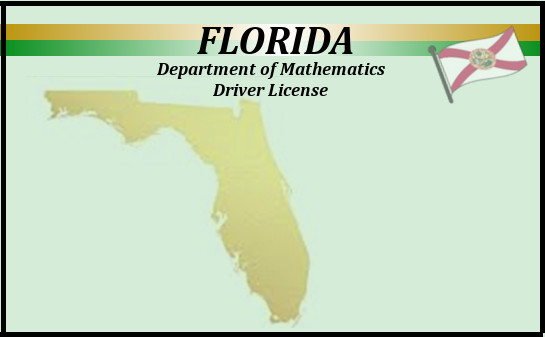 FLORIDA
Department of Mathematics
Driver License